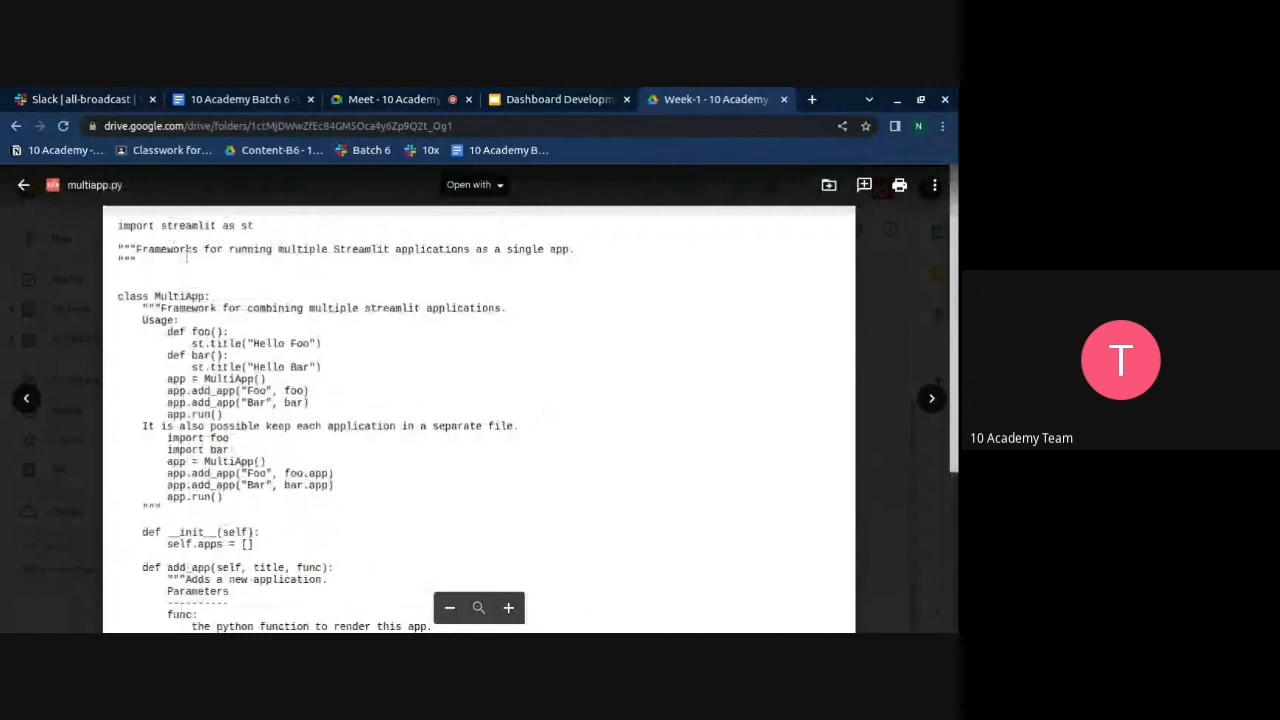 Slack | all-broadcast |
10 Academy Batch 6 -
Meet - 10 Academy
Dashboard Developm
Week-1 - 10 Academy
drive.google.com/drive/folders/1ctMjDWwZfEc84GM5Oca4y6Zp9Q2t_Og1
N
10 Academy -...
Classwork for...
Content-B6 - 1...
Batch 6
10x
10 Academy B...
multiapp.py
Open with
import streamlit as st
"""Frameworks for running multiple Streamlit applications as a single app.
"""
class MultiApp:
"""Framework for combining multiple streamlit applications.
Usage:
def foo():
st.title("Hello Foo")
def bar():
st.title("Hello Bar")
app = MultiApp()
app.add_app("Foo", foo)
app.add_app("Bar", bar)
app.run()
It is also possible keep each application in a separate file.
import foo
import bar
app = MultiApp()
app.add_app("Foo", foo.app)
app.add_app("Bar", bar.app)
app.run()
"""
def __init__(self):
self.apps = []
def add_app(self, title, func):
"""Adds a new application.
Parameters
----------
func:
the python function to render this app.
T
10 Academy Team